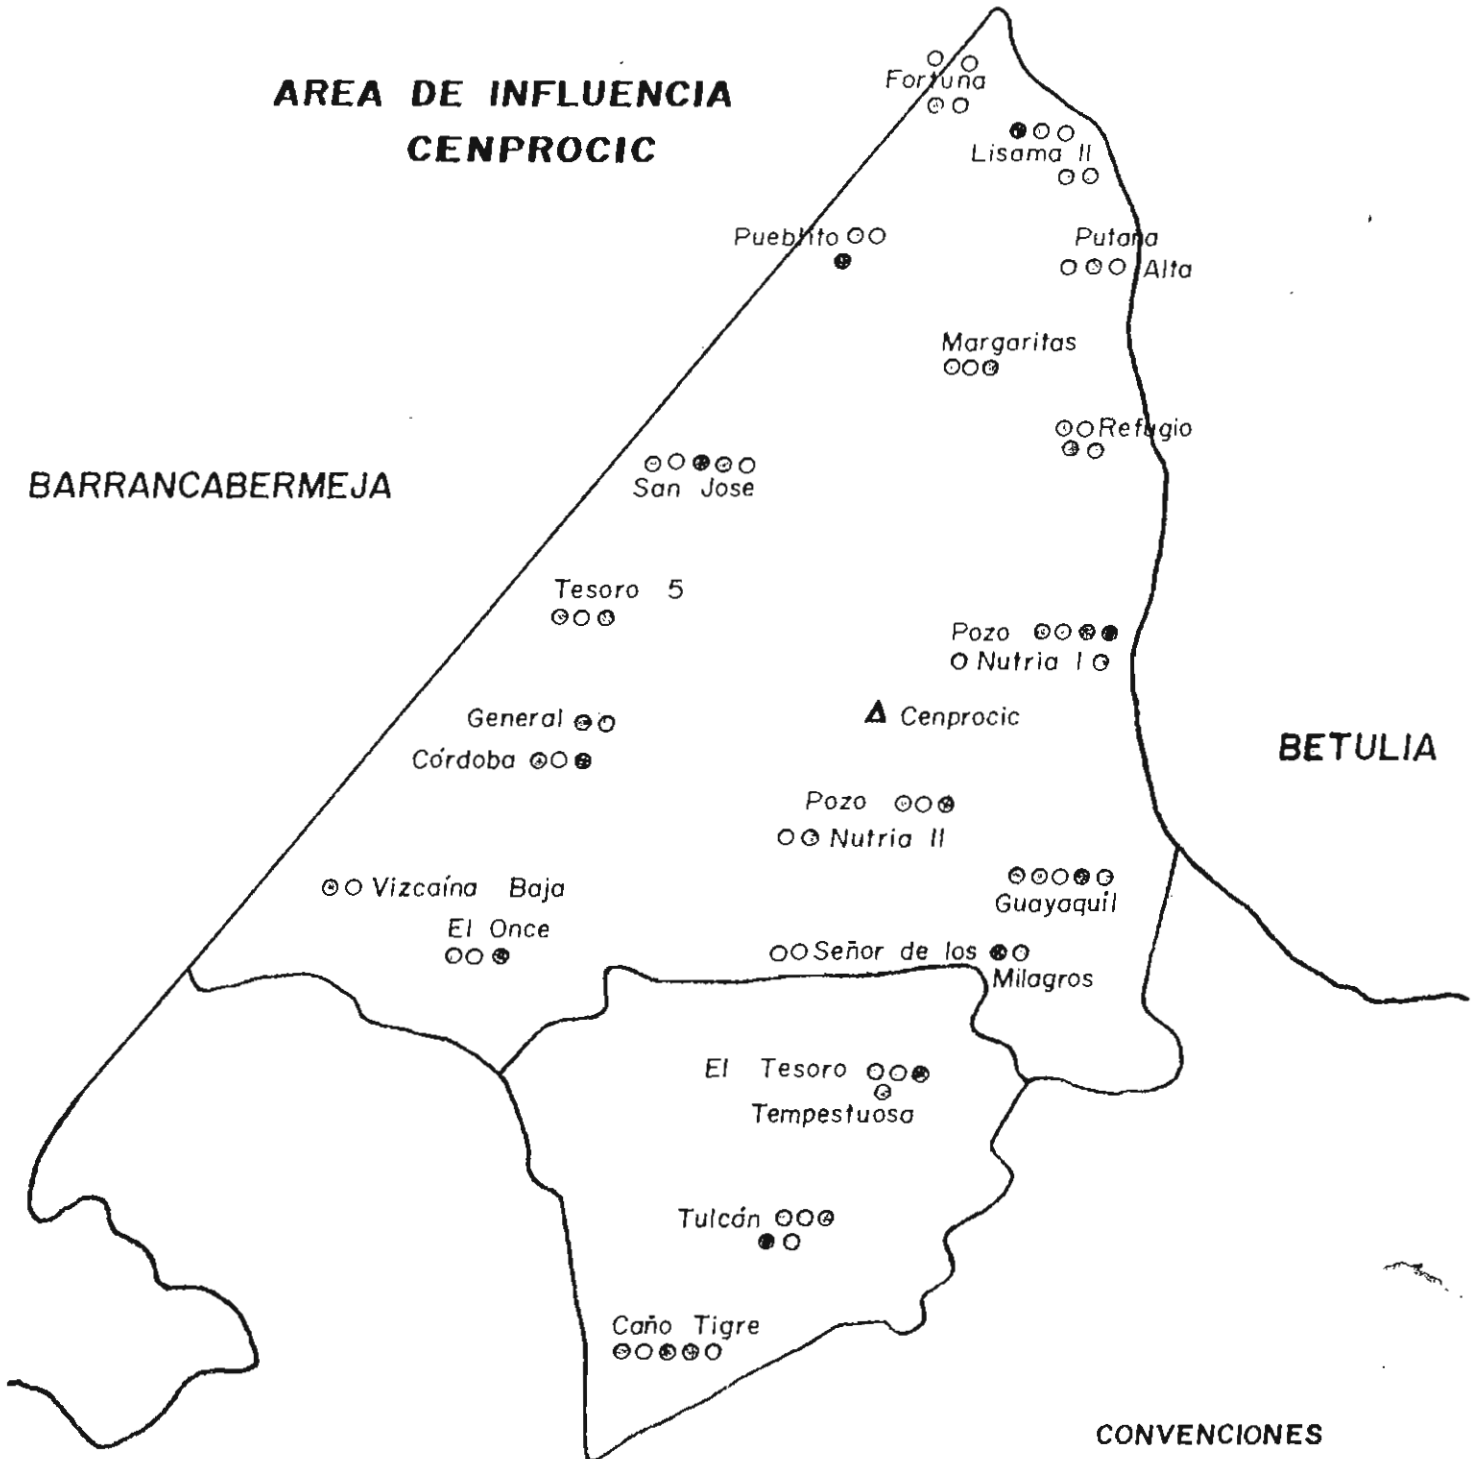 AREA DE INFLUENCIA
CENPROCIC
Fortuna
Lisama II
Pueblito
Putana
Alta
Margaritas
Refugio
BARRANCABERMEJA
San Jose
Tesoro 5
Pozo
Nutria I
General
Cenprocic
BETULIA
Córdoba
Pozo
Nutria II
Vizcaína Baja
Guayaquil
El Once
Señor de los
Milagros
El Tesoro
Tempestuosa
Tulcán
Caño Tigre
CONVENCIONES